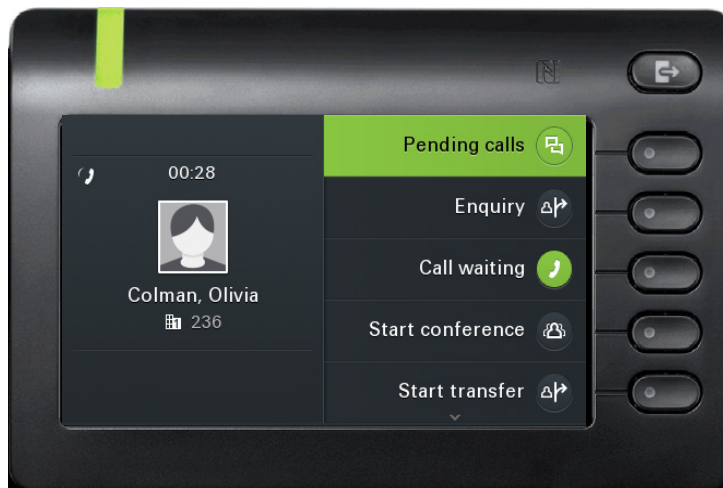 00:28
Colman, Olivia
236
Pending calls
Enquiry
Call waiting
Start conference
Start transfer